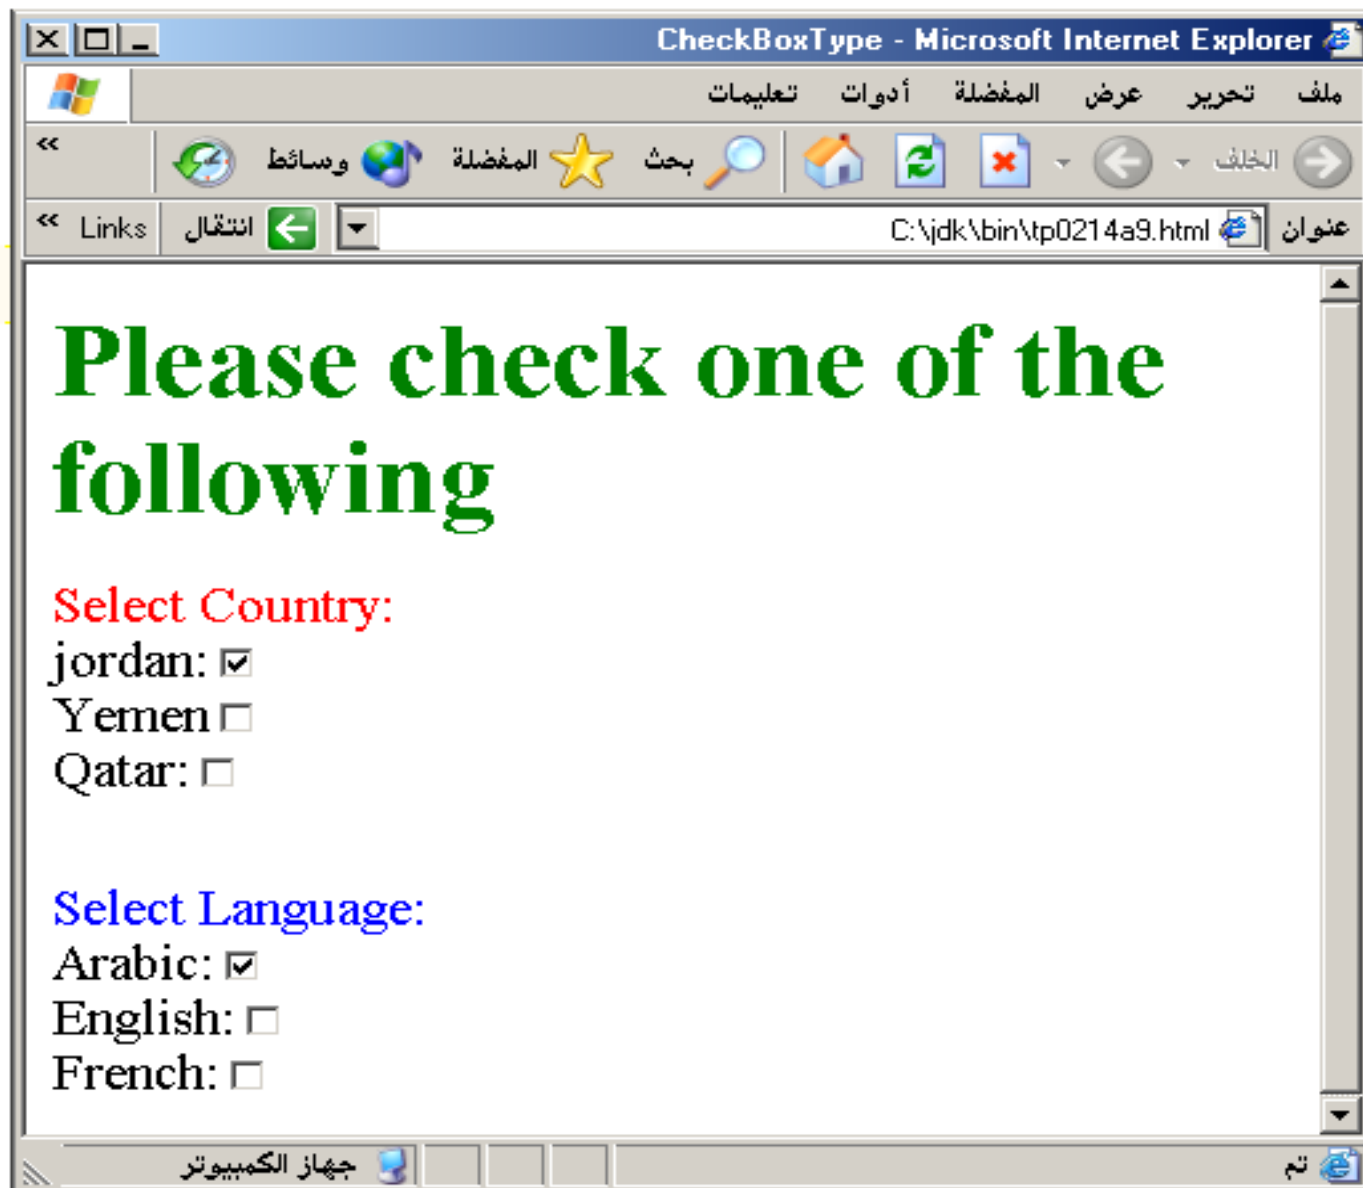 CheckBoxType - Microsoft Internet Explorer
ملف تحرير عرض المفضلة أدوات تعليمات
الخلف بحث المفضلة وسائط »
عنوان C:\jdk\bin\tp0214a9.html انتقال Links »
Please check one of the
following
Select Country:
jordan:
Yemen
Qatar:
Select Language:
Arabic:
English:
French:
تم جهاز الكمبيوتر